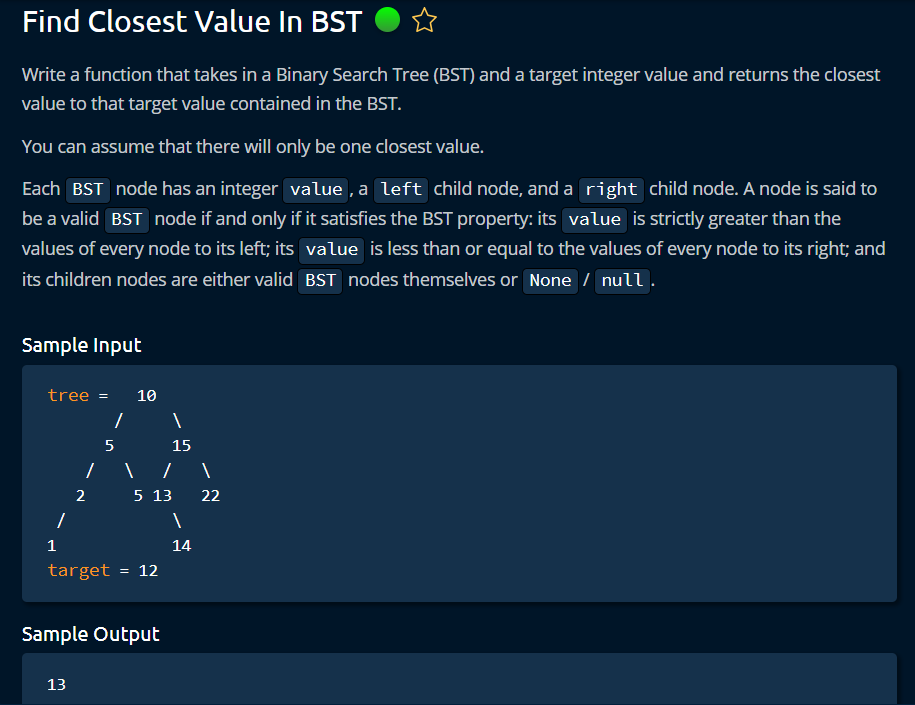 Find Closest Value In BST
Write a function that takes in a Binary Search Tree (BST) and a target integer value and returns the closest
value to that target value contained in the BST.
You can assume that there will only be one closest value.
Each BST node has an integer value, a left child node, and a right child node. A node is said to
be a valid BST node if and only if it satisfies the BST property: its value is strictly greater than the
values of every node to its left; its value is less than or equal to the values of every node to its right; and
its children nodes are either valid BST nodes themselves or None / null.
Sample Input
tree =   10
       /     \
      5      15
    /   \   /   \
   2     5 13   22
 /            \
1            14
target = 12
Sample Output
13